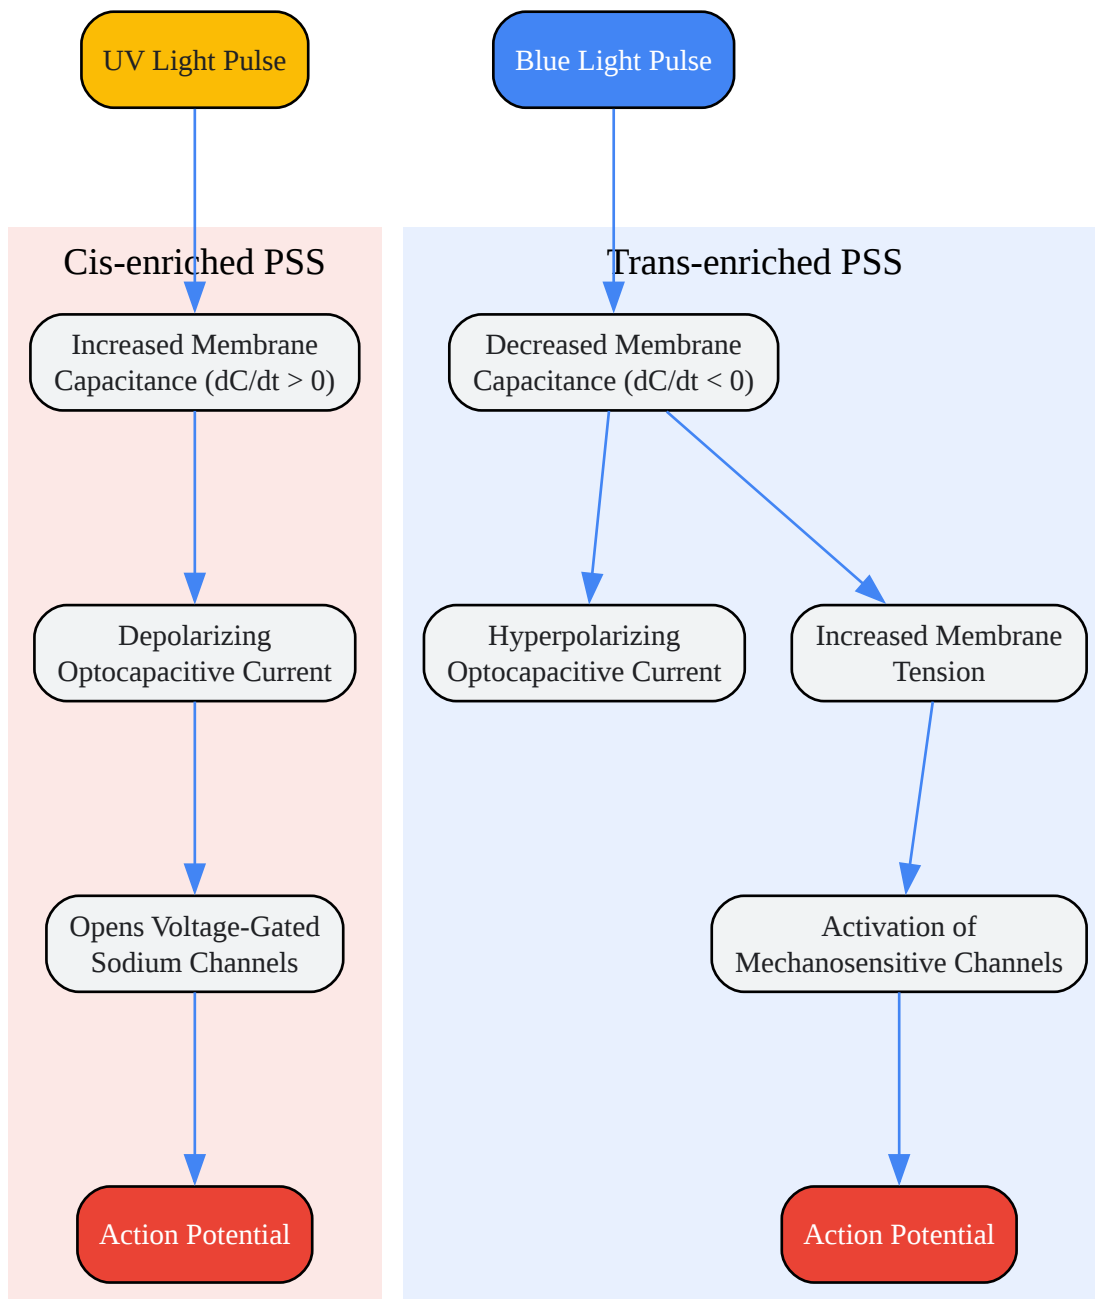 UV Light Pulse
Blue Light Pulse
Cis-enriched PSS
Trans-enriched PSS
Increased Membrane
Capacitance (dC/dt > 0)
Decreased Membrane
Capacitance (dC/dt < 0)
Depolarizing
Optocapacitive Current
Hyperpolarizing
Optocapacitive Current
Increased Membrane
Tension
Opens Voltage-Gated
Sodium Channels
Activation of
Mechanosensitive Channels
Action Potential
Action Potential